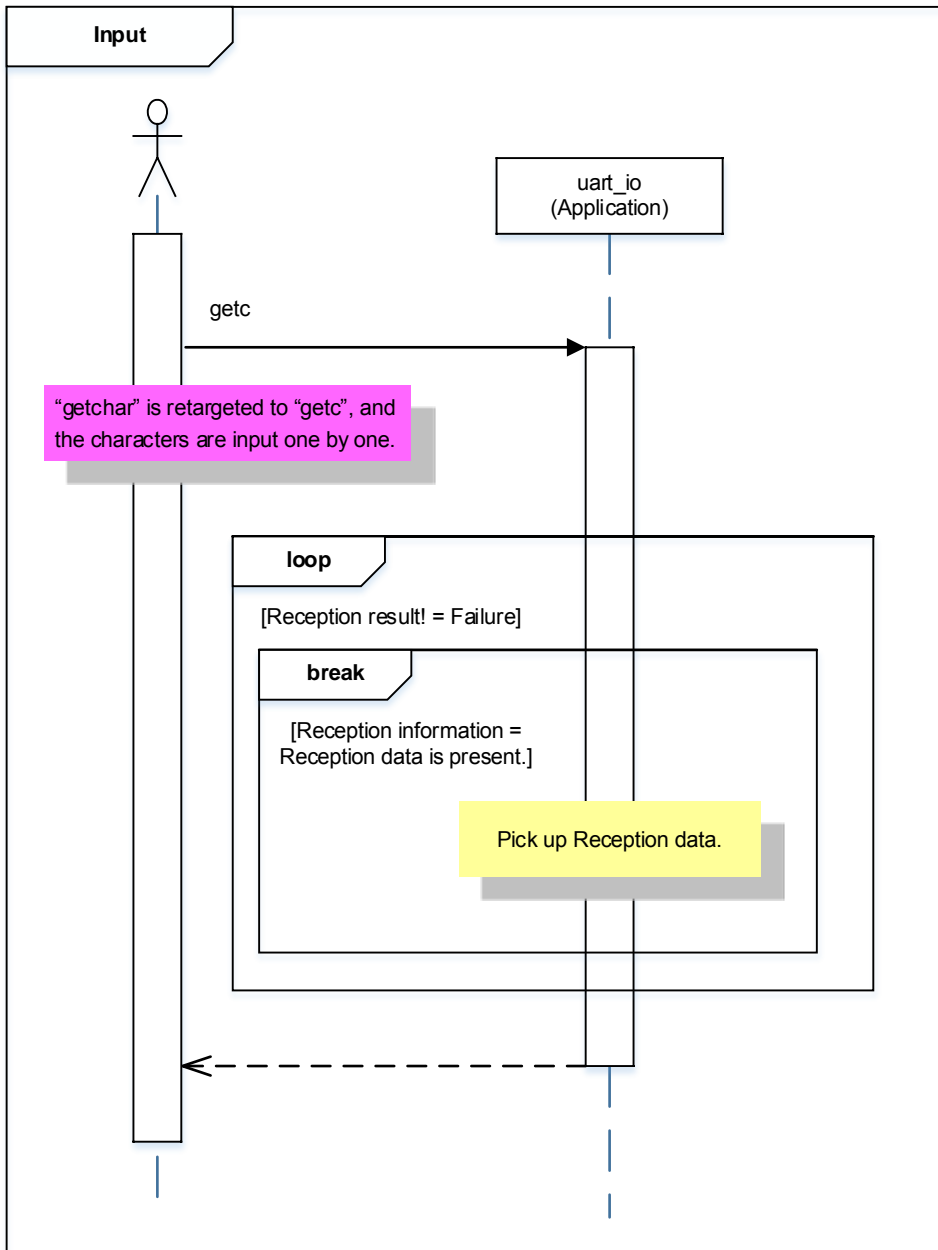 Input
uart_io
(Application)
getc
“getchar” is retargeted to “getc”, and
the characters are input one by one.
loop
[Reception result! = Failure]
break
[Reception information =
Reception data is present.]
Pick up Reception data.